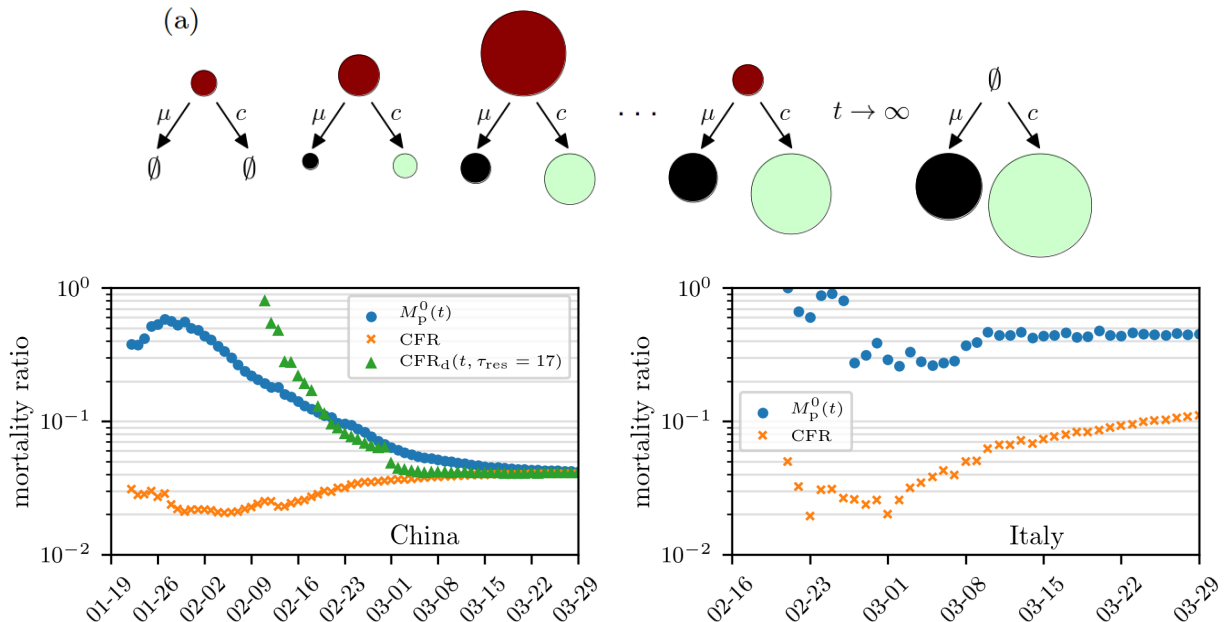 (a)
μ c μ c μ c . . . μ c t → ∞ ∅ μ c
∅ ∅
mortality ratio
10⁰
10⁻¹
10⁻²
M⁰ₚ(t)
CFR
CFR_d(t, τ_res = 17)
China
01-19 01-26 02-02 02-09 02-16 02-23 03-01 03-08 03-15 03-22 03-29
mortality ratio
10⁰
10⁻¹
10⁻²
M⁰ₚ(t)
CFR
Italy
02-16 02-23 03-01 03-08 03-15 03-22 03-29